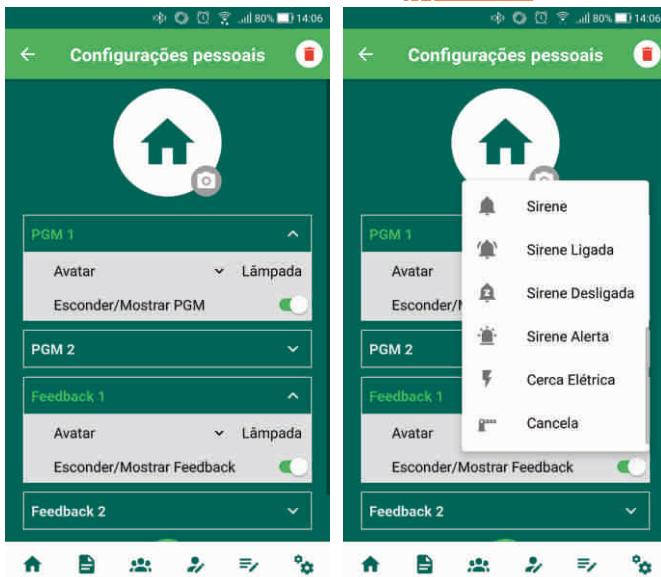 80% 14:06
Configurações pessoais
PGM 1
Avatar Lâmpada
Esconder/Mostrar PGM
PGM 2
Feedback 1
Avatar Lâmpada
Esconder/Mostrar Feedback
Feedback 2
80% 14:06
Configurações pessoais
Sirene
PGM 1
Sirene Ligada
Avatar
Sirene Desligada
Esconder/M
Sirene Alerta
PGM 2
Cerca Elétrica
Feedback 1
Cancela
Avatar
Esconder/Mostrar Feedback
Feedback 2